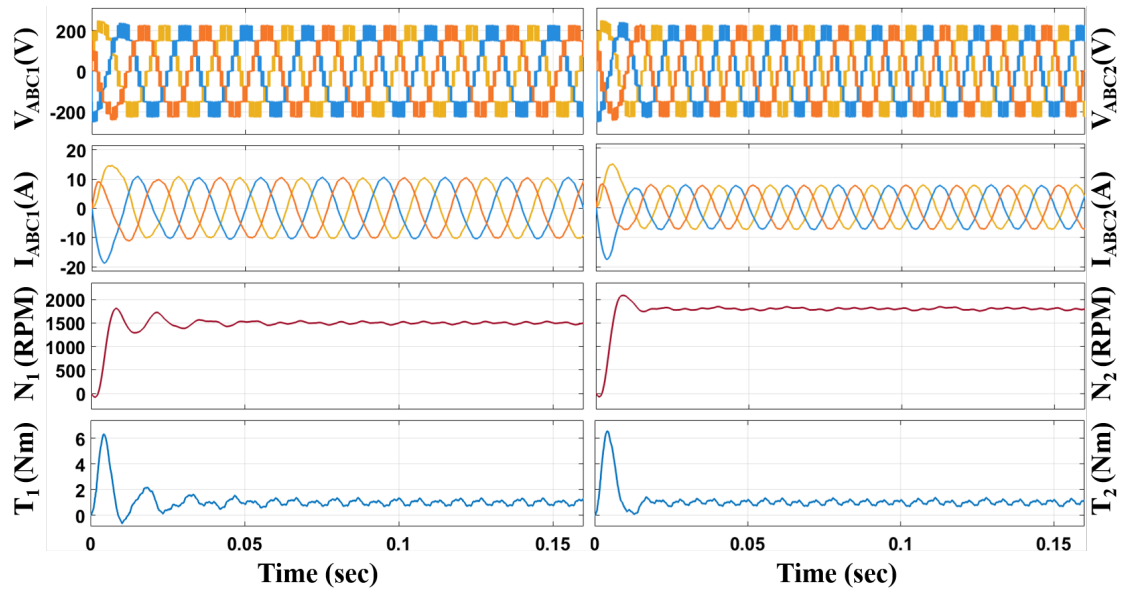 V_ABC1(V)
200
0
-200
V_ABC2(V)
I_ABC1(A)
20
10
0
-10
-20
I_ABC2(A)
N_1 (RPM)
2000
1500
1000
0
N_2 (RPM)
T_1 (Nm)
6
4
2
0
T_2 (Nm)
0 0.05 0.1 0.15 0 0.05 0.1 0.15
Time (sec) Time (sec)